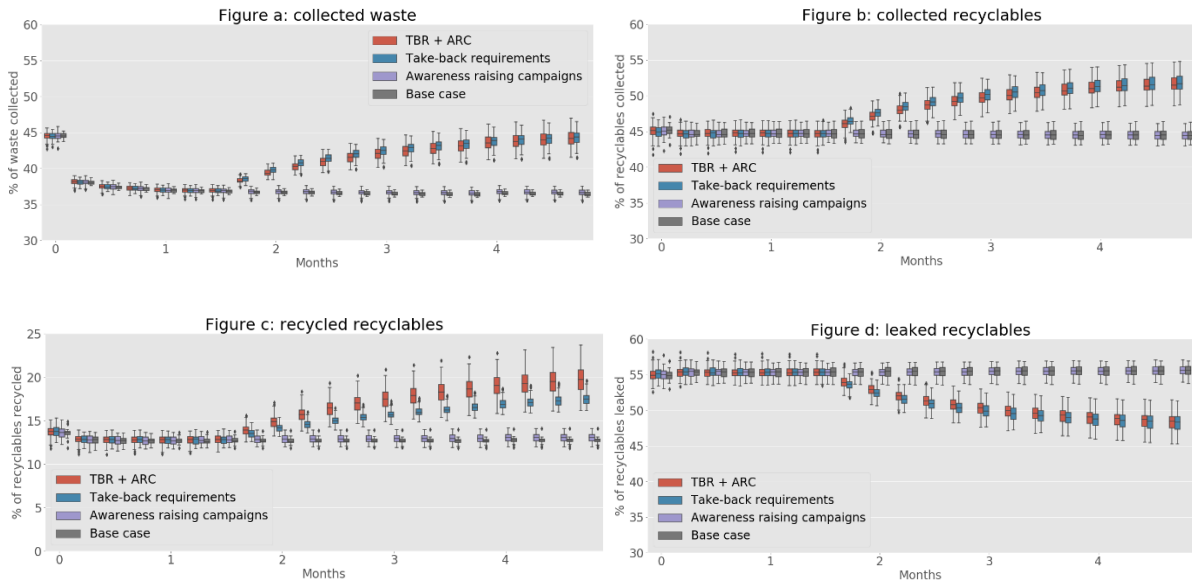 Figure a: collected waste
% of waste collected
60
55
50
45
40
35
30
TBR + ARC
Take-back requirements
Awareness raising campaigns
Base case
0 1 2 3 4
Months
Figure b: collected recyclables
% of recyclables collected
60
55
50
45
40
35
30
TBR + ARC
Take-back requirements
Awareness raising campaigns
Base case
0 1 2 3 4
Months
Figure c: recycled recyclables
% of recyclables recycled
25
20
15
10
5
0
TBR + ARC
Take-back requirements
Awareness raising campaigns
Base case
0 1 2 3 4
Months
Figure d: leaked recyclables
% of recyclables leaked
60
55
50
45
40
35
30
TBR + ARC
Take-back requirements
Awareness raising campaigns
Base case
0 1 2 3 4
Months